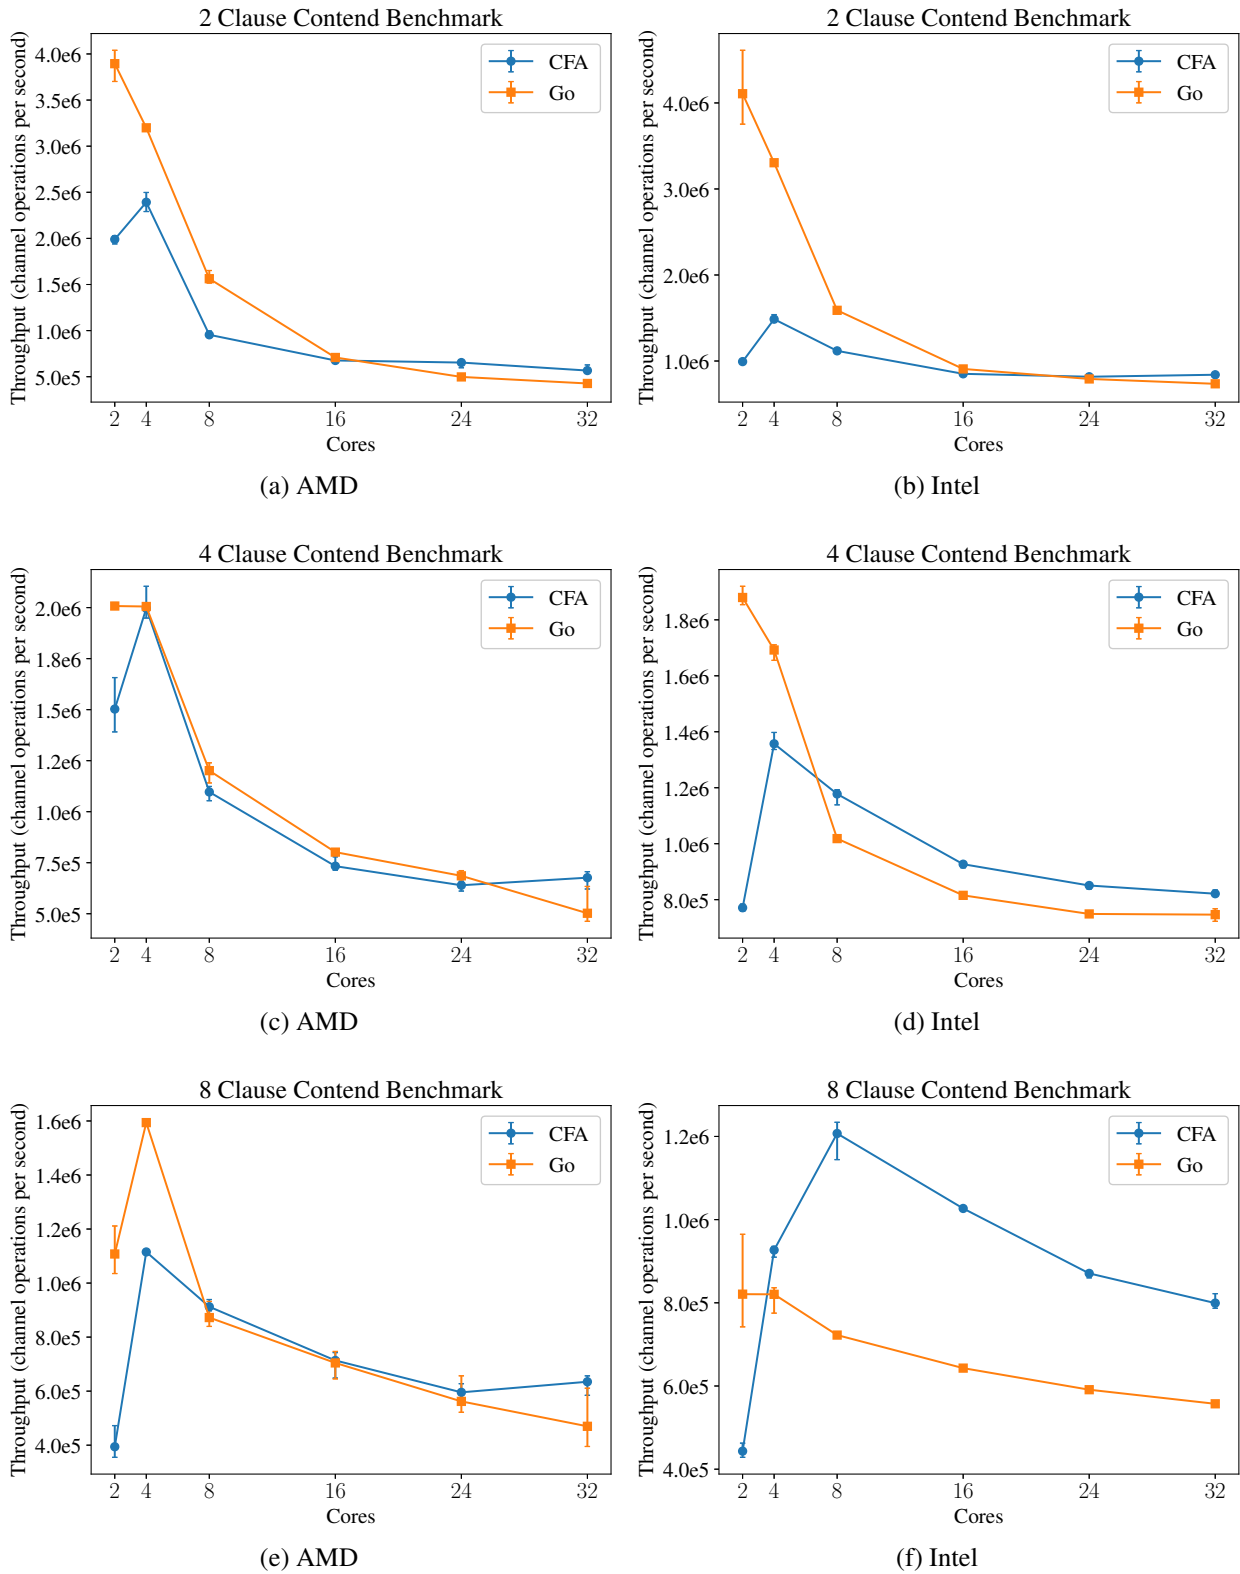 2 Clause Contend Benchmark
Throughput (channel operations per second)
4.0e6
3.5e6
3.0e6
2.5e6
2.0e6
1.5e6
1.0e6
5.0e5
CFA
Go
2 4 8 16 24 32
Cores
(a) AMD
2 Clause Contend Benchmark
Throughput (channel operations per second)
4.0e6
3.0e6
2.0e6
1.0e6
CFA
Go
2 4 8 16 24 32
Cores
(b) Intel
4 Clause Contend Benchmark
Throughput (channel operations per second)
2.0e6
1.8e6
1.5e6
1.2e6
1.0e6
7.5e5
5.0e5
CFA
Go
2 4 8 16 24 32
Cores
(c) AMD
4 Clause Contend Benchmark
Throughput (channel operations per second)
1.8e6
1.6e6
1.4e6
1.2e6
1.0e6
8.0e5
CFA
Go
2 4 8 16 24 32
Cores
(d) Intel
8 Clause Contend Benchmark
Throughput (channel operations per second)
1.6e6
1.4e6
1.2e6
1.0e6
8.0e5
6.0e5
4.0e5
CFA
Go
2 4 8 16 24 32
Cores
(e) AMD
8 Clause Contend Benchmark
Throughput (channel operations per second)
1.2e6
1.0e6
8.0e5
6.0e5
4.0e5
CFA
Go
2 4 8 16 24 32
Cores
(f) Intel